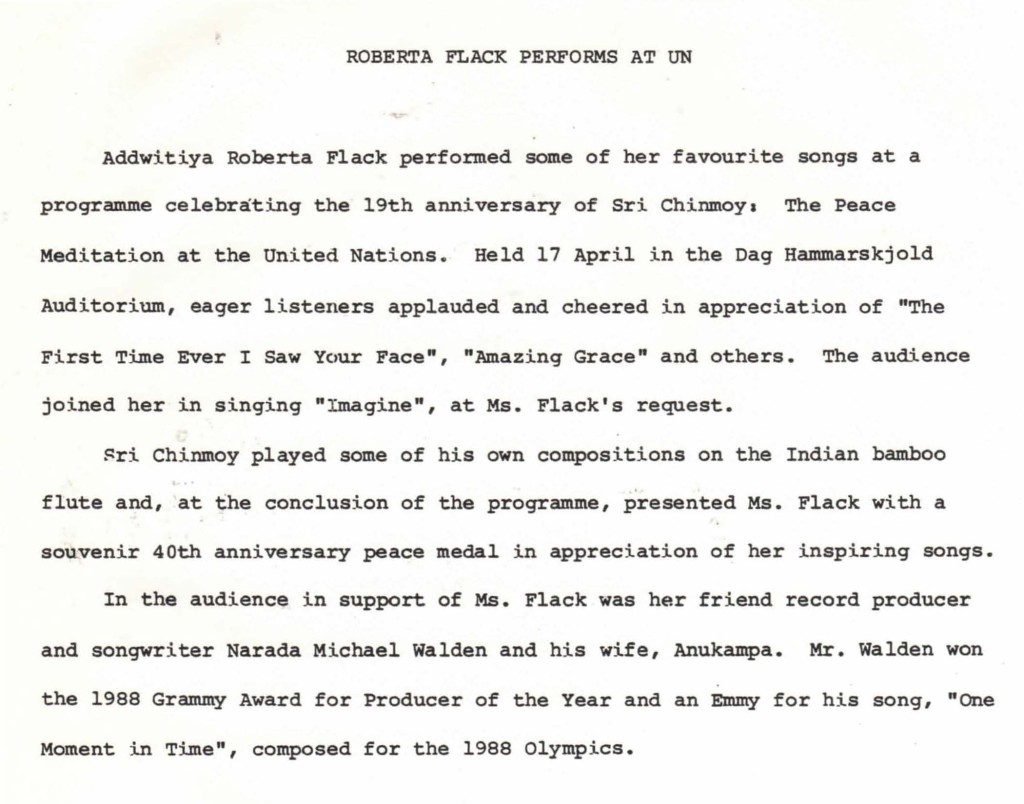 ROBERTA FLACK PERFORMS AT UN
Addwitiya Roberta Flack performed some of her favourite songs at a
programme celebrating the 19th anniversary of Sri Chinmoy: The Peace
Meditation at the United Nations. Held 17 April in the Dag Hammarskjold
Auditorium, eager listeners applauded and cheered in appreciation of "The
First Time Ever I Saw Your Face", "Amazing Grace" and others. The audience
joined her in singing "Imagine", at Ms. Flack's request.
Sri Chinmoy played some of his own compositions on the Indian bamboo
flute and, at the conclusion of the programme, presented Ms. Flack with a
souvenir 40th anniversary peace medal in appreciation of her inspiring songs.
In the audience in support of Ms. Flack was her friend record producer
and songwriter Narada Michael Walden and his wife, Anukampa. Mr. Walden won
the 1988 Grammy Award for Producer of the Year and an Emmy for his song, "One
Moment in Time", composed for the 1988 Olympics.